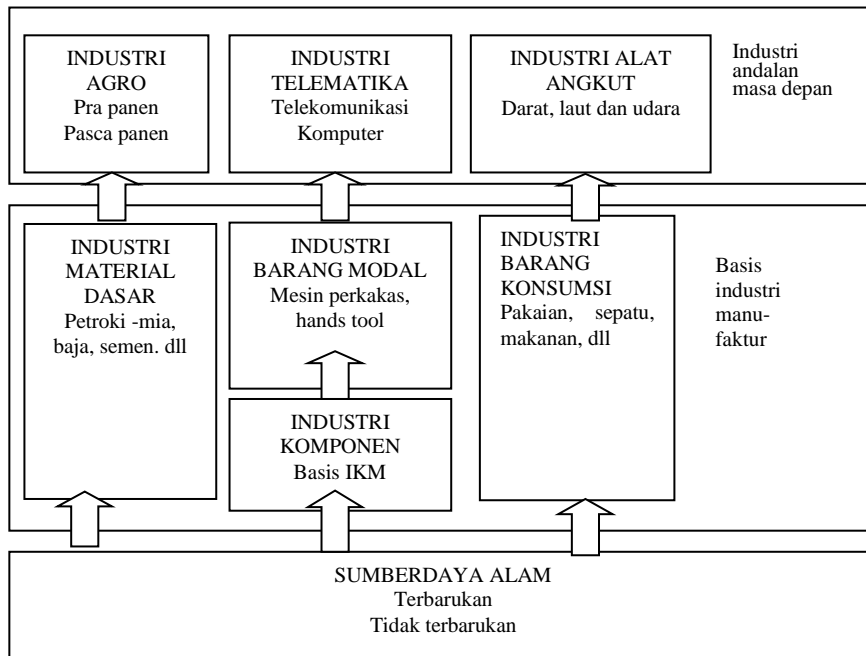 INDUSTRI
AGRO
Pra panen
Pasca panen
INDUSTRI
TELEMATIKA
Telekomunikasi
Komputer
INDUSTRI ALAT
ANGKUT
Darat, laut dan udara
Industri
andalan
masa depan
INDUSTRI
MATERIAL
DASAR
Petroki -mia,
baja, semen. dll
INDUSTRI
BARANG MODAL
Mesin perkakas,
hands tool
INDUSTRI
KOMPONEN
Basis IKM
INDUSTRI
BARANG
KONSUMSI
Pakaian, sepatu,
makanan, dll
Basis
industri
manu-
faktur
SUMBERDAYA ALAM
Terbarukan
Tidak terbarukan